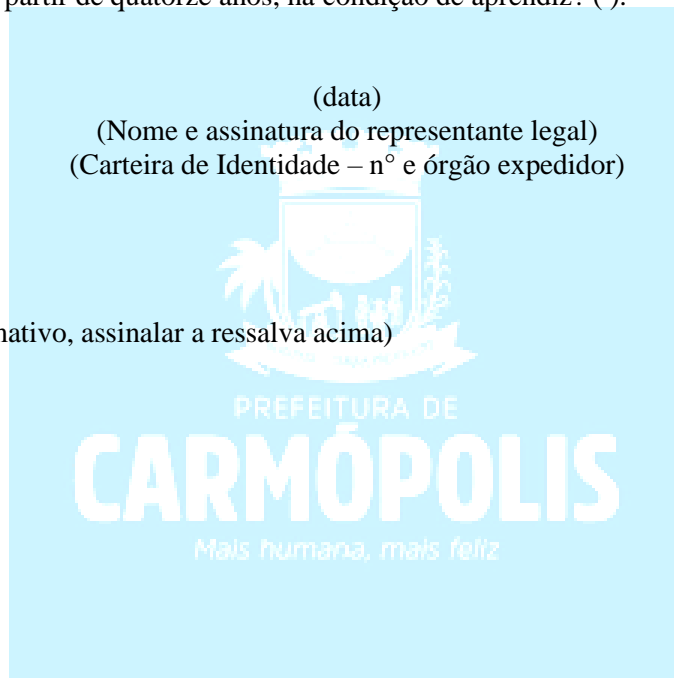 partir de quatorze anos, na condição de aprendiz? ( ).
(data)
(Nome e assinatura do representante legal)
(Carteira de Identidade – n° e órgão expedidor)
nativo, assinalar a ressalva acima)
PREFEITURA DE
CARMÓPOLIS
Mais humana, mais feliz